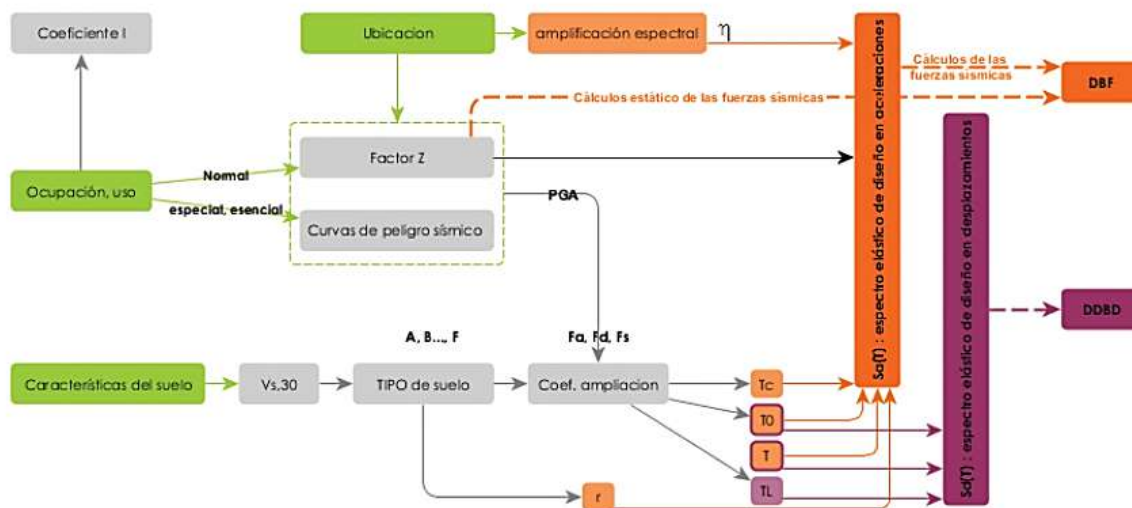 Coeficiente I
Ubicacion
amplificación espectral
η
Cálculos de las
fuerzas sísmicas
DBF
Cálculos estático de las fuerzas sísmicas
Factor Z
Normal
Ocupación, uso
especial, esencial
PGA
Curvas de peligro sísmico
Sa(T) : espectro elástico de diseño en aceleraciones
Sd(T) : espectro elástico de diseño en desplazamientos
DDBD
A, B..., F
Fa, Fd, Fs
Características del suelo
Vs,30
TIPO de suelo
Coef. ampliacion
Tc
T0
T
TL
r